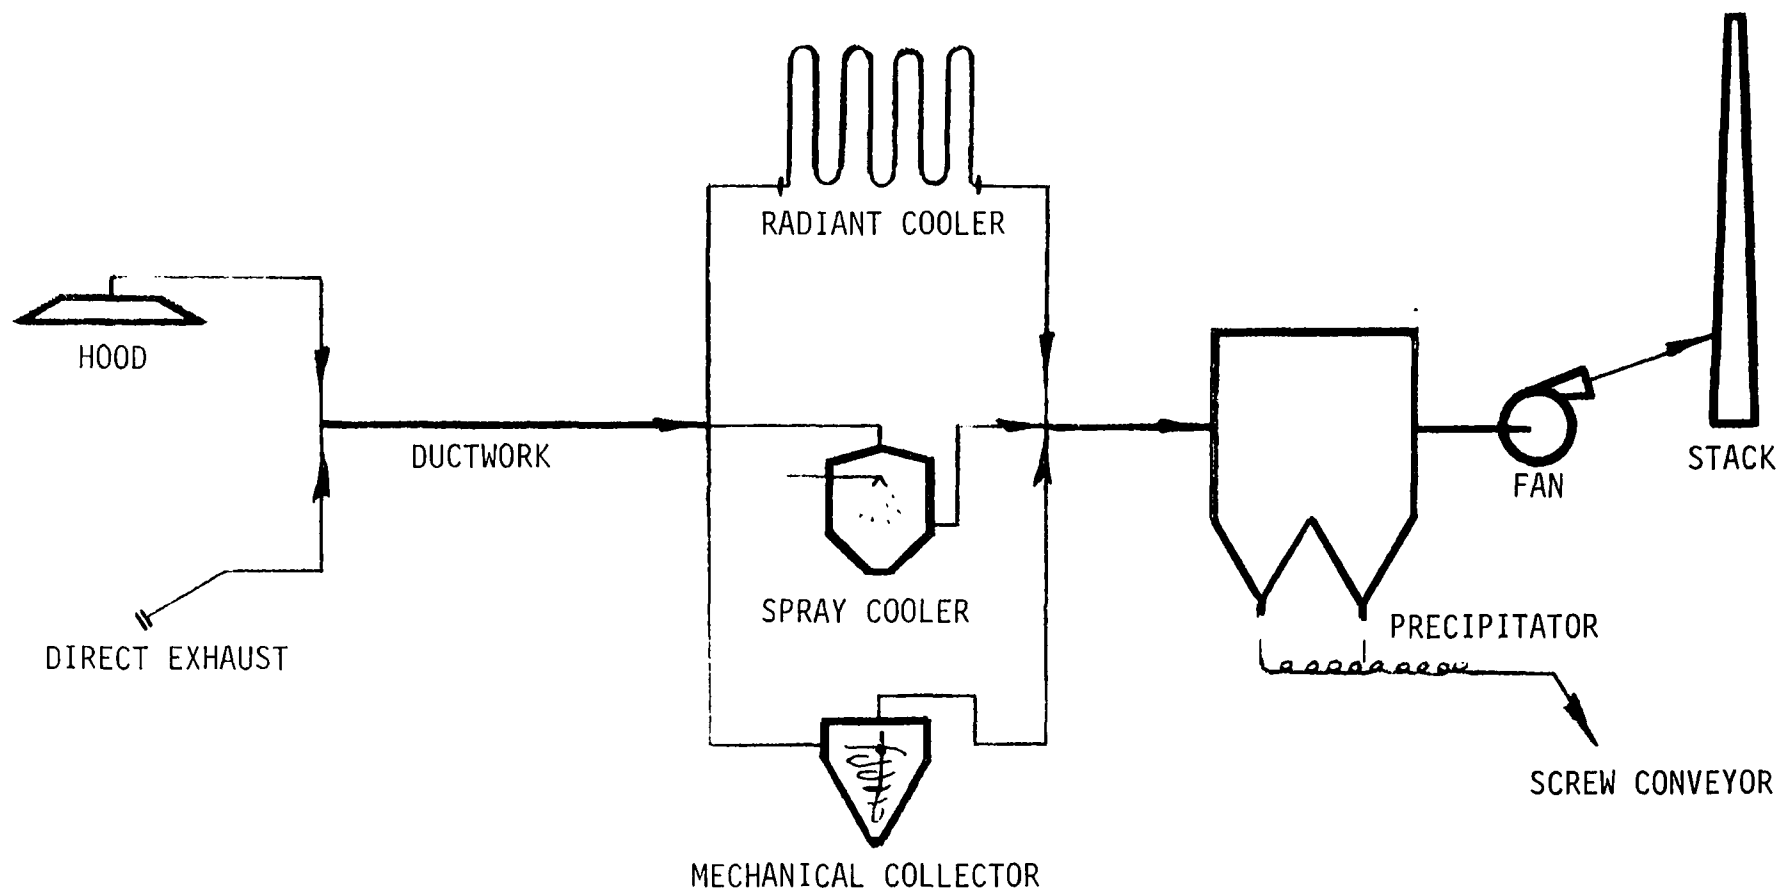 RADIANT COOLER
HOOD
DUCTWORK
STACK
FAN
SPRAY COOLER
PRECIPITATOR
DIRECT EXHAUST
SCREW CONVEYOR
MECHANICAL COLLECTOR